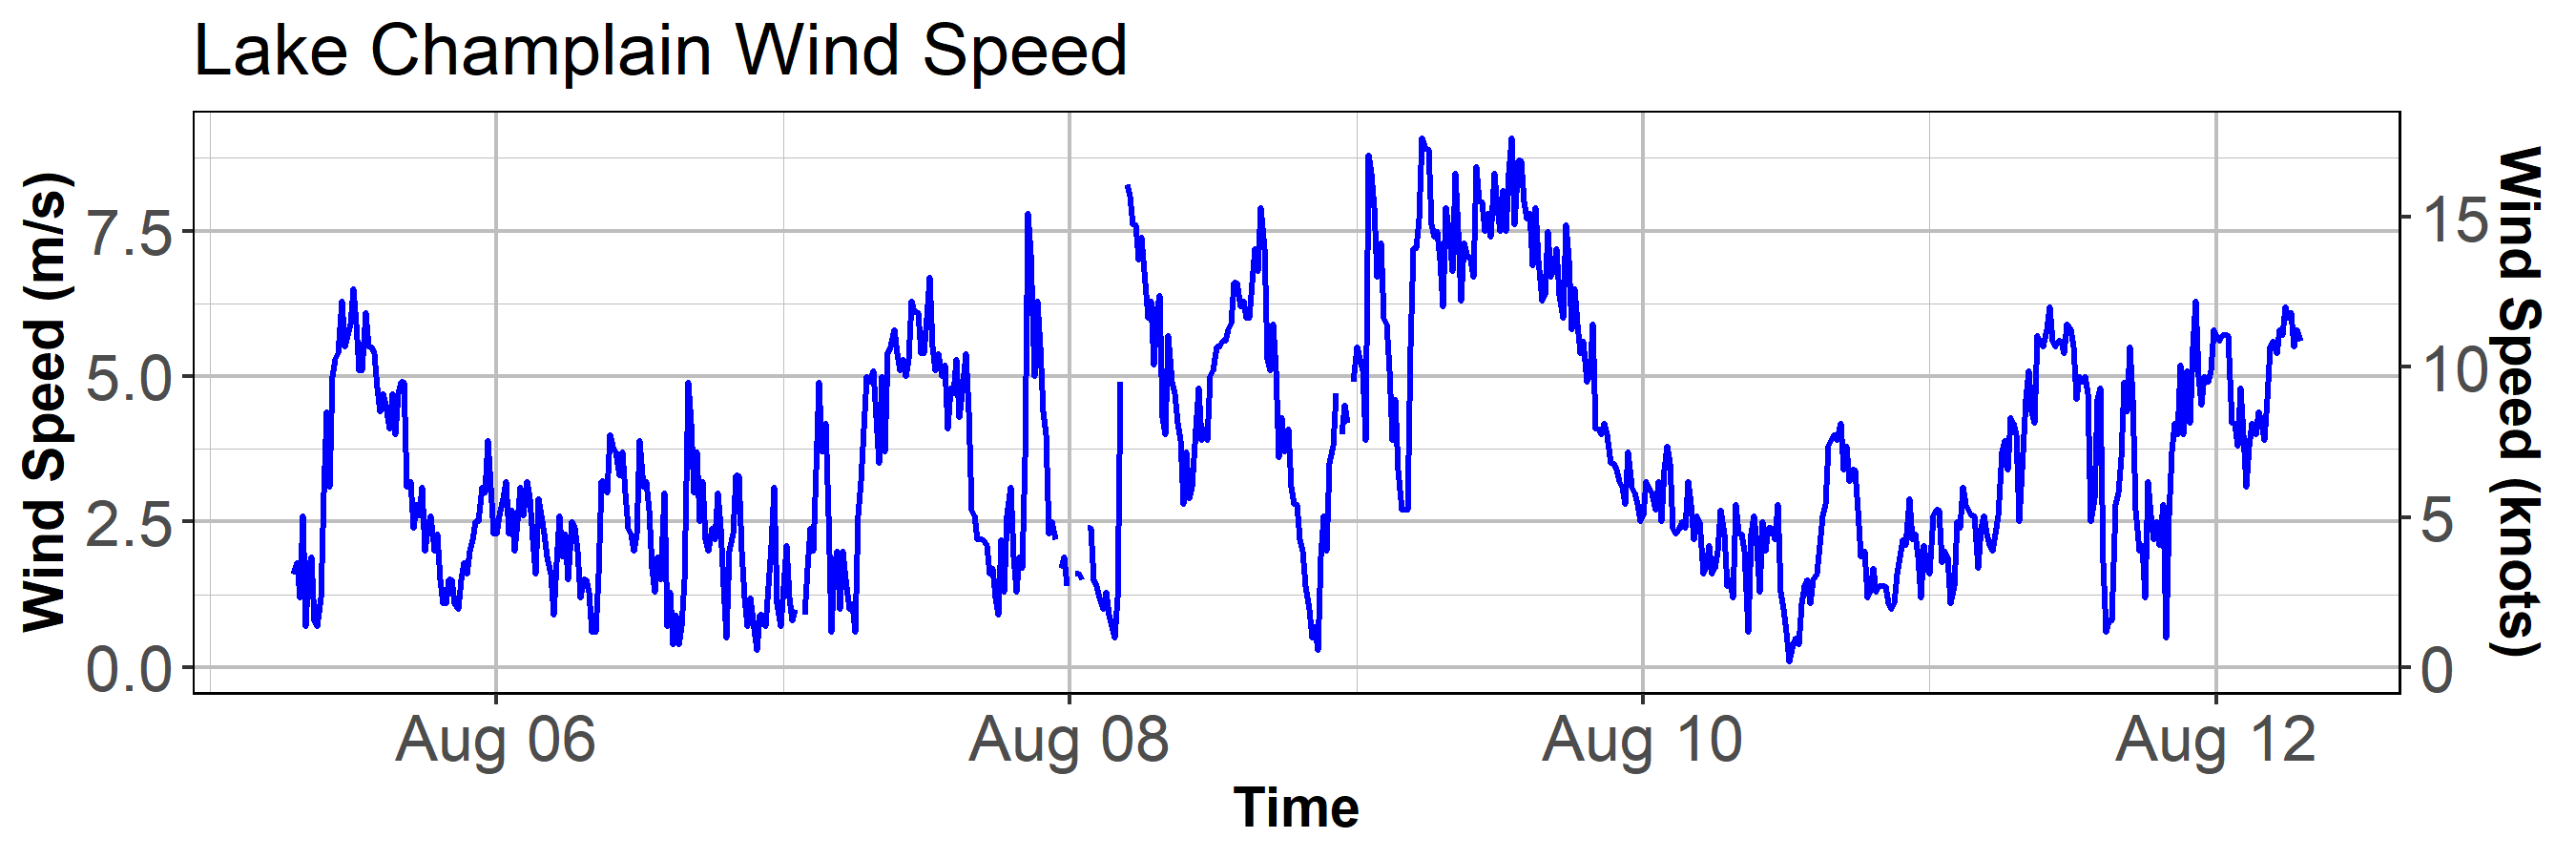 Lake Champlain Wind Speed
Wind Speed (m/s)
7.5
5.0
2.5
0.0
15
10
5
0
Wind Speed (knots)
Aug 06
Aug 08
Aug 10
Aug 12
Time